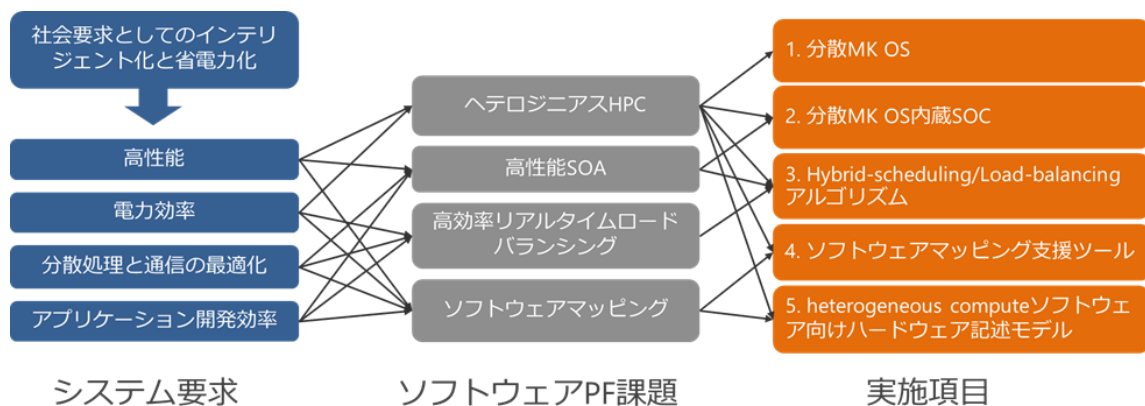 社会要求としてのインテリ
ジェント化と省電力化
高性能
電力効率
分散処理と通信の最適化
アプリケーション開発効率
システム要求
ヘテロジニアスHPC
高性能SOA
高効率リアルタイムロード
バランシング
ソフトウェアマッピング
ソフトウェアPF課題
1. 分散MK OS
2. 分散MK OS内蔵SOC
3. Hybrid-scheduling/Load-balancing
アルゴリズム
4. ソフトウェアマッピング支援ツール
5. heterogeneous computeソフトウェ
ア向けハードウェア記述モデル
実施項目